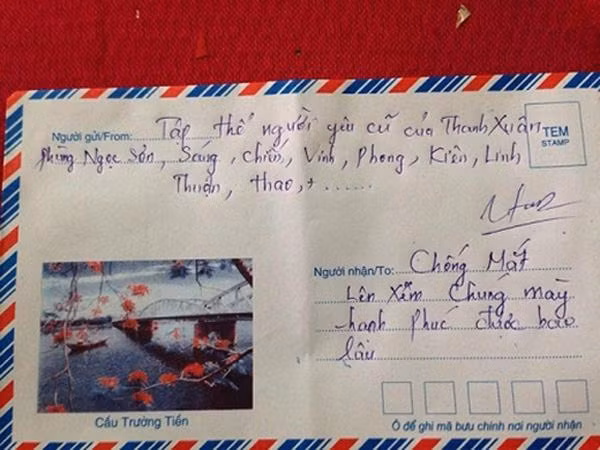 Người gửi/From: Tập thể người yêu cũ của Thanh Xuân
Phùng Ngọc Sơn, Sáng, Chiến, Vinh, Phong, Kiên, Linh
Thuận, thao, + ......
TEM
STAMP
Người nhận/To: Chồng Mất
Lên Xem Chúng mày
hạnh phúc được bao
lâu
Cầu Trường Tiền
Ô để ghi mã bưu chính nơi người nhận